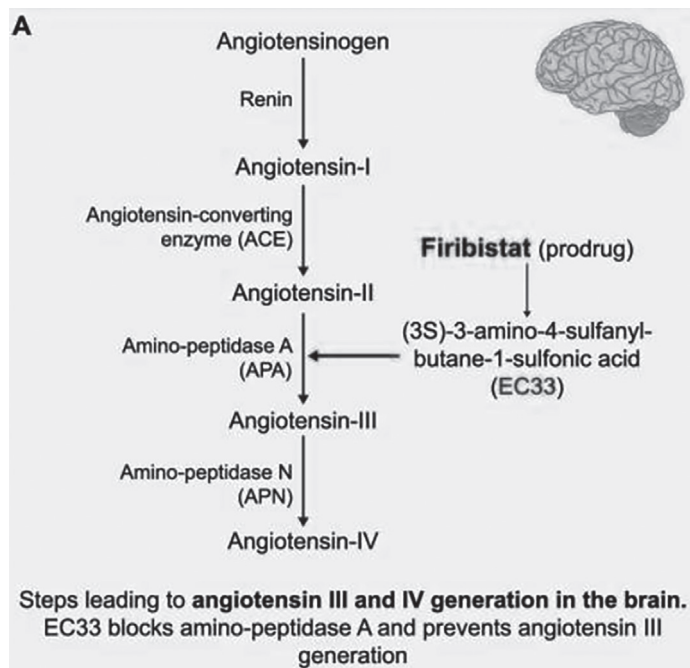 A
Angiotensinogen
Renin
Angiotensin-I
Angiotensin-converting
enzyme (ACE)
Firibistat (prodrug)
Angiotensin-II
(3S)-3-amino-4-sulfanyl-
butane-1-sulfonic acid
(EC33)
Amino-peptidase A
(APA)
Angiotensin-III
Amino-peptidase N
(APN)
Angiotensin-IV
Steps leading to angiotensin III and IV generation in the brain.
EC33 blocks amino-peptidase A and prevents angiotensin III
generation